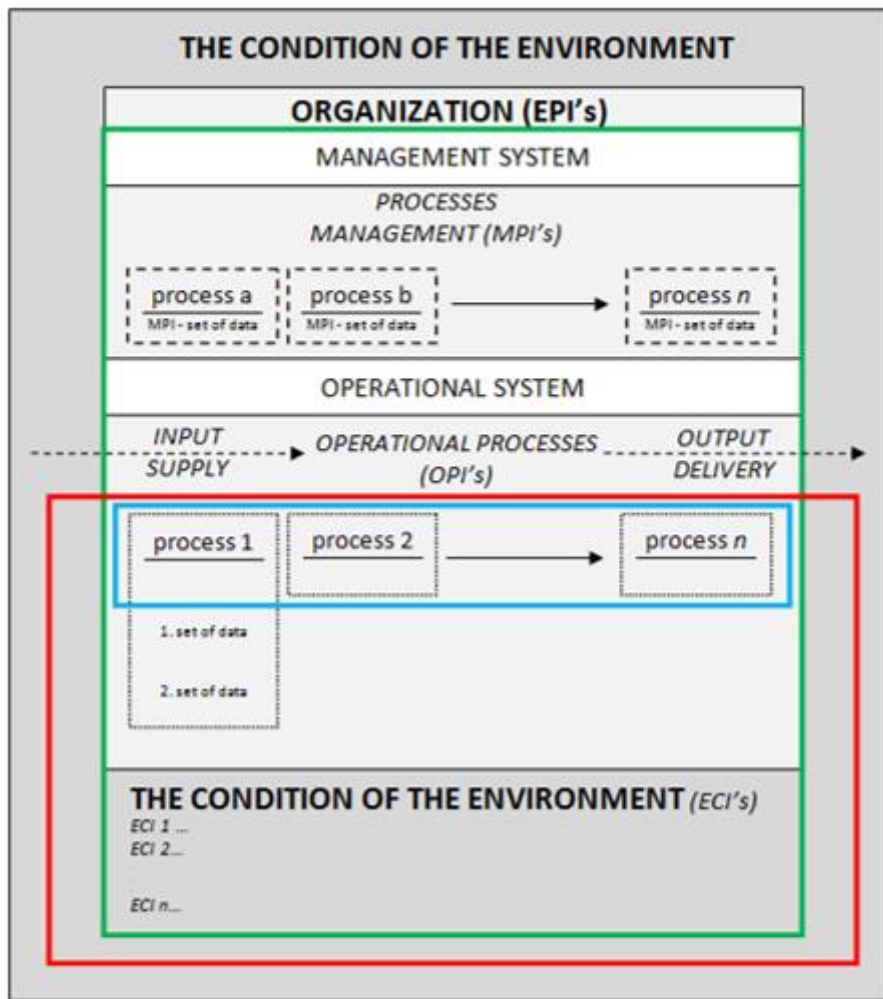 THE CONDITION OF THE ENVIRONMENT
ORGANIZATION (EPI's)
MANAGEMENT SYSTEM
PROCESSES
MANAGEMENT (MPI's)
process a
MPI - set of data
process b
MPI - set of data
process n
MPI - set of data
OPERATIONAL SYSTEM
INPUT
SUPPLY
OPERATIONAL PROCESSES
(OPI's)
OUTPUT
DELIVERY
process 1
1. set of data
2. set of data
process 2
process n
THE CONDITION OF THE ENVIRONMENT (ECI's)
ECI 1 ...
ECI 2...
ECI n...